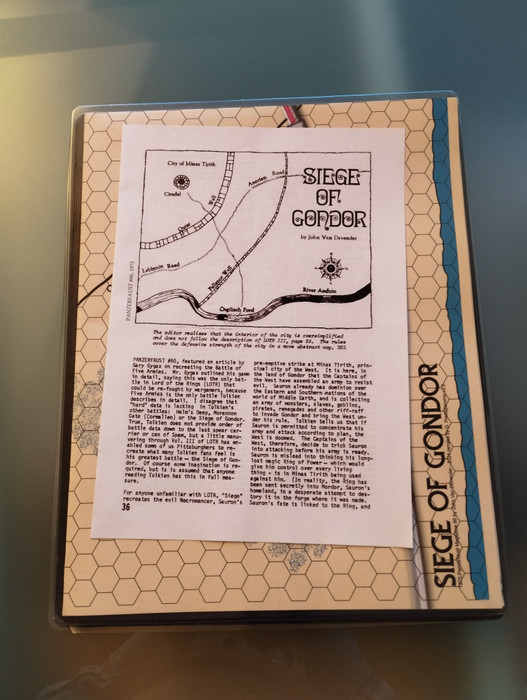 City of Minas Tirith
Citadel
Anorien Road
Outer Wall
Lebennin Road
Pelennor Wall
Osgiliath Ford
River Anduin
SIEGE
OF
GONDOR
by John Van Devender
PANZERFAUST #66, 1975
The editor realises that the interior of the city is oversimplified
and does not follow the description of LOTR III, page 25. The rules
cover the defensive strength of the city in a more abstract way.
PANZERFAUST #60, featured an article by
Gary Gygax on recreating the Battle of
Five Armies. Mr. Gygax outlined his game
in detail, saying this was the only bat-
tle in Lord of the Rings (LOTR) that
could be re-fought by wargamers, because
Five Armies is the only battle Tolkien
describes in detail. I disagree that
"hard" data is lacking in Tolkien's
other battles: Helm's Deep, Morannon
Gate (Cormallen) or the Siege of Gondor.
True, Tolkien does not provide order of
battle data down to the last spear car-
rier or can of Spam, but a little manu-
vering through Vol. III of LOTR has en-
abled some of us Pittsburghers to re-
create what many Tolkien fans feel is
his greatest battle - the Siege of Gon-
dor. Of course some imagination is re-
quired, but it is assumed that anyone
reading Tolkien has this in full mea-
sure.
For anyone unfamiliar with LOTR, "Siege"
recreates the evil Necromancer, Sauron's
36
pre-emptive strike at Minas Tirith, prin-
cipal city of the West. It is here, in
the land of Gondor that the Captains of
the West have assembled an army to resist
evil. Sauron already has dominion over
the Eastern and Southern nations of the
world of Middle Earth, and is collecting
an army of monsters, slaves, goblins,
pirates, renegades and other riff-raff
to invade Gondor and bring the West un-
der his rule. Tolkien tells us that if
Sauron is permitted to concentrate his
army and attack according to plan, the
West is doomed. The Captains of the
West, therefore, decide to trick Sauron
into attacking before his army is ready.
Sauron is mislead into thinking his long-
lost magic Ring of Power - which would
give him control over every living
thing - is in Minas Tirith being used
against him. (In reality, the Ring has
been sent secretly into Mordor, Sauron's
homeland, in a desperate attempt to des-
troy it in the forge where it was made.
Sauron's fate is linked to the Ring, and
SIEGE OF GONDOR